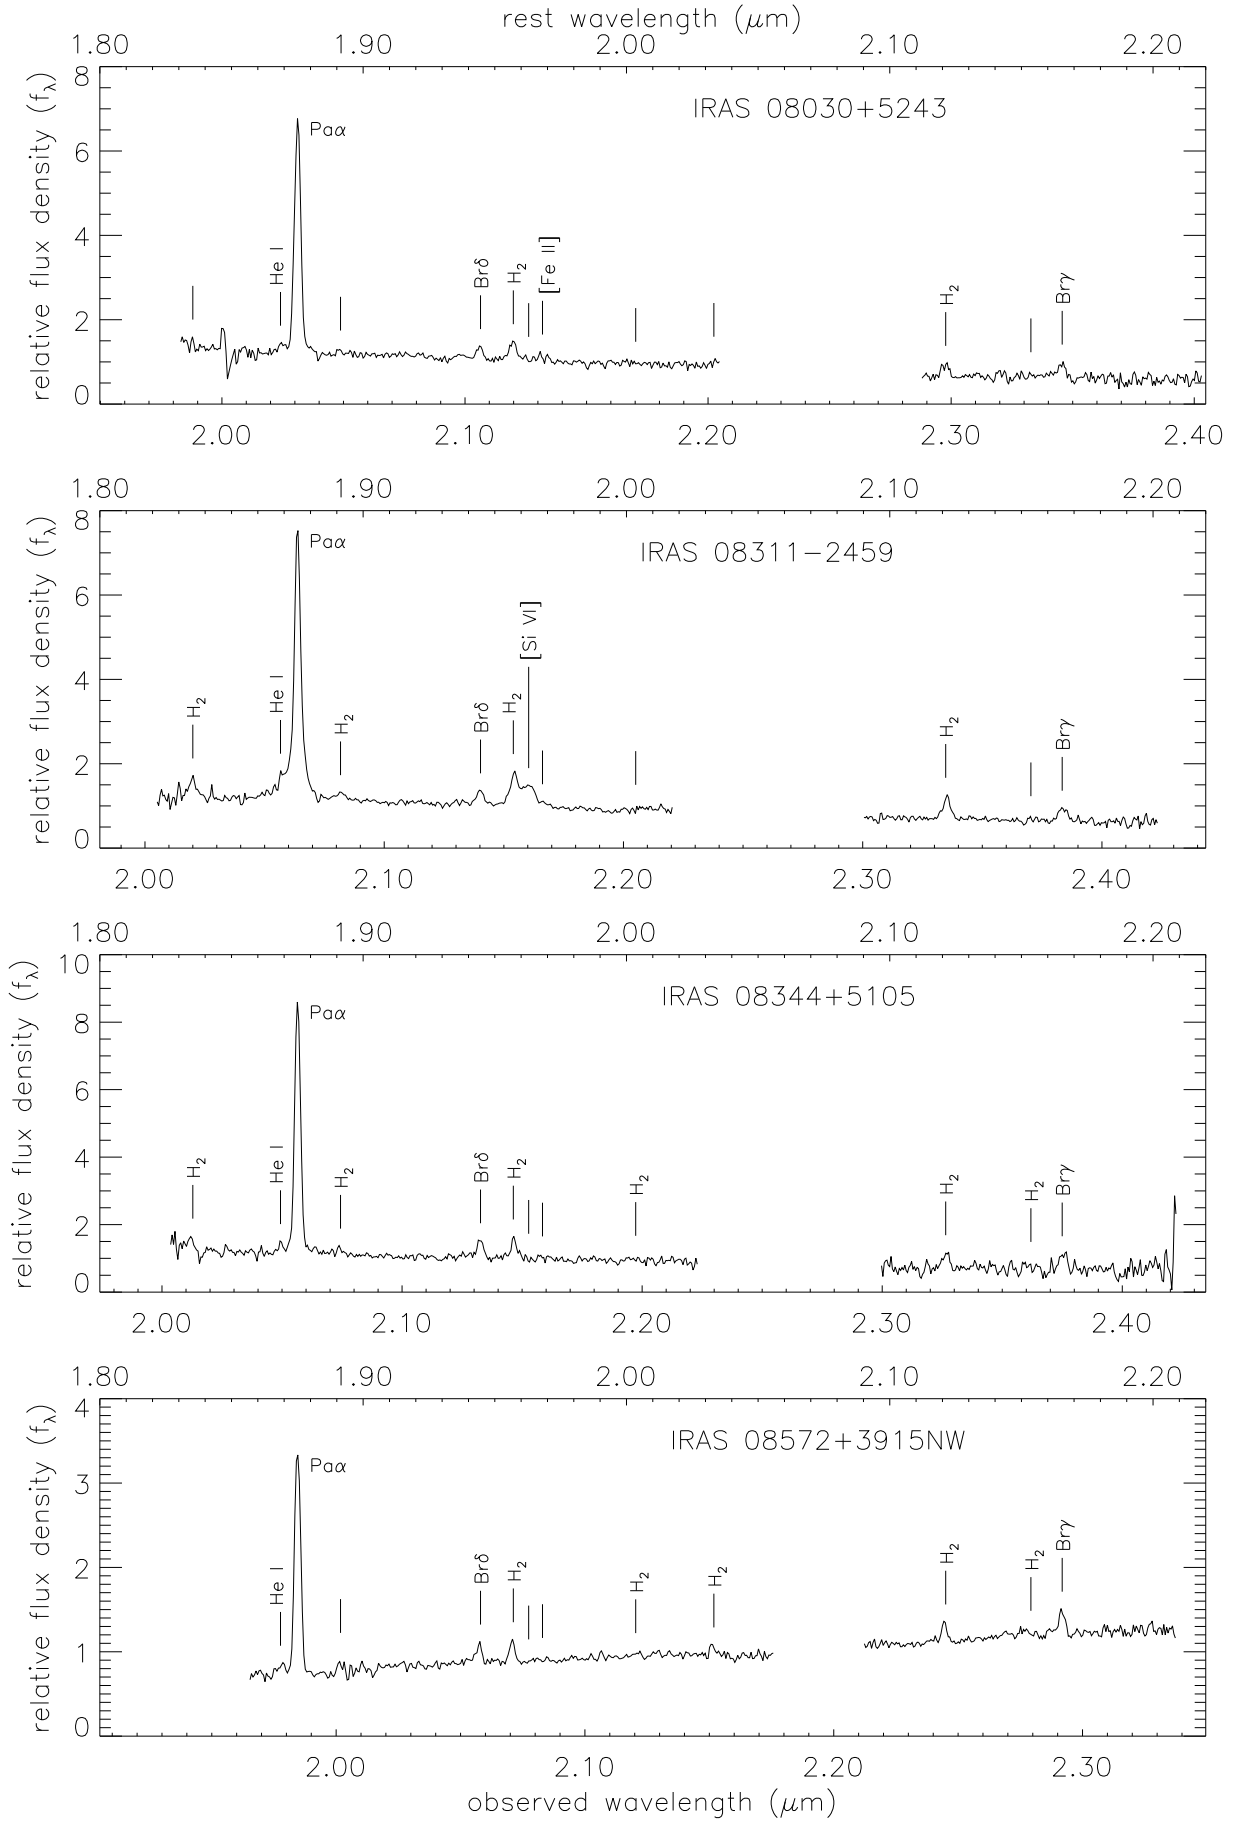 rest wavelength (μm)
1.80 1.90 2.00 2.10 2.20
8
6
4
2
0
relative flux density (fλ)
IRAS 08030+5243
Paα
He I
Brδ
H2
[Fe II]
H2
Brγ
2.00 2.10 2.20 2.30 2.40
1.80 1.90 2.00 2.10 2.20
8
6
4
2
0
relative flux density (fλ)
IRAS 08311−2459
Paα
H2
He I
H2
Brδ
H2
[Si VI]
H2
Brγ
2.00 2.10 2.20 2.30 2.40
1.80 1.90 2.00 2.10 2.20
10
8
6
4
2
0
relative flux density (fλ)
IRAS 08344+5105
Paα
H2
He I
H2
Brδ
H2
H2
H2
H2
Brγ
2.00 2.10 2.20 2.30 2.40
1.80 1.90 2.00 2.10 2.20
4
3
2
1
0
relative flux density (fλ)
IRAS 08572+3915NW
Paα
He I
Brδ
H2
H2
H2
H2
H2
Brγ
2.00 2.10 2.20 2.30
observed wavelength (μm)